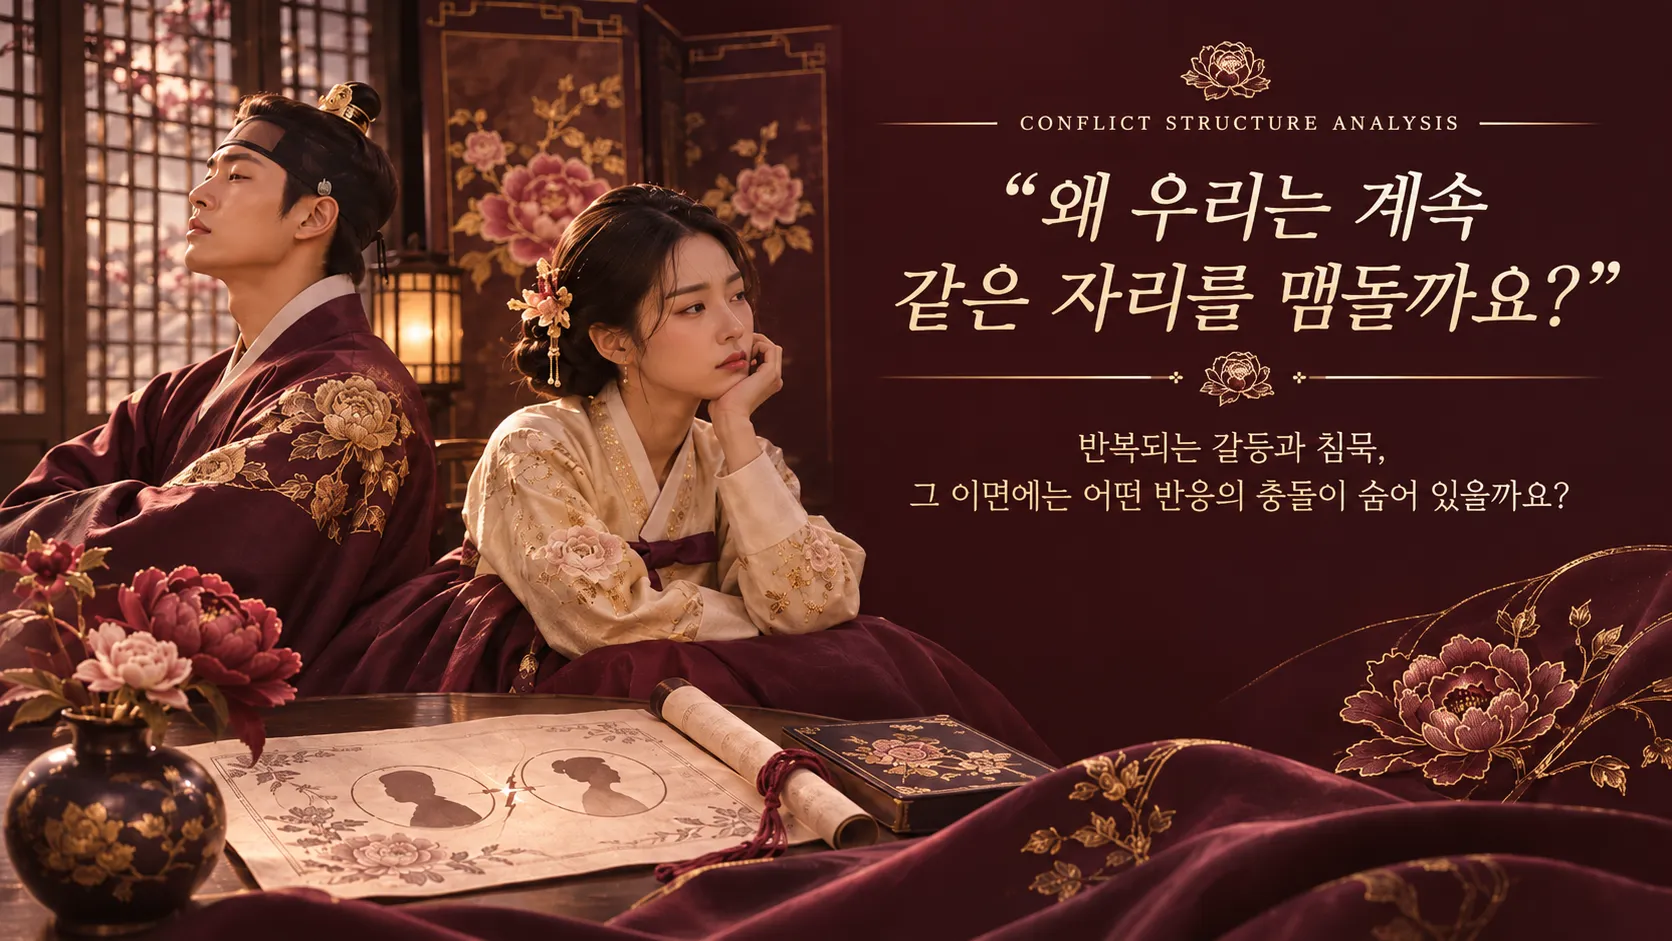 CONFLICT STRUCTURE ANALYSIS
“왜 우리는 계속
같은 자리를 맴돌까요?”
반복되는 갈등과 침묵,
그 이면에는 어떤 반응의 충돌이 숨어 있을까요?